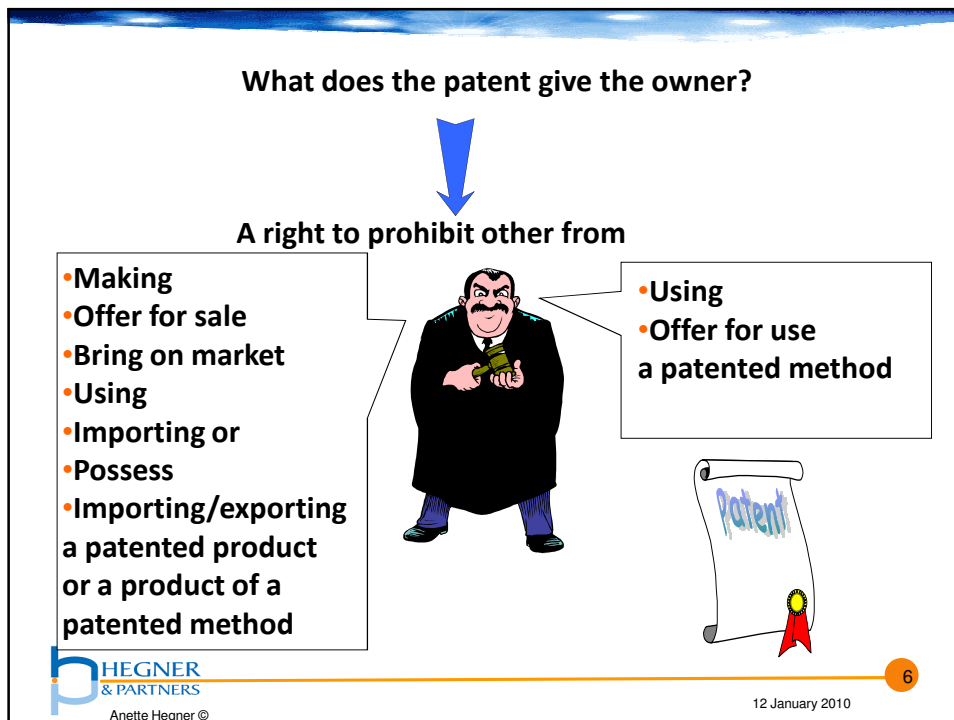 What does the patent give the owner?
A right to prohibit other from
•Making
•Offer for sale
•Bring on market
•Using
•Importing or
•Possess
•Importing/exporting
a patented product
or a product of a
patented method
•Using
•Offer for use
a patented method
Patent
HEGNER
& PARTNERS
Anette Hegner ©
12 January 2010
6